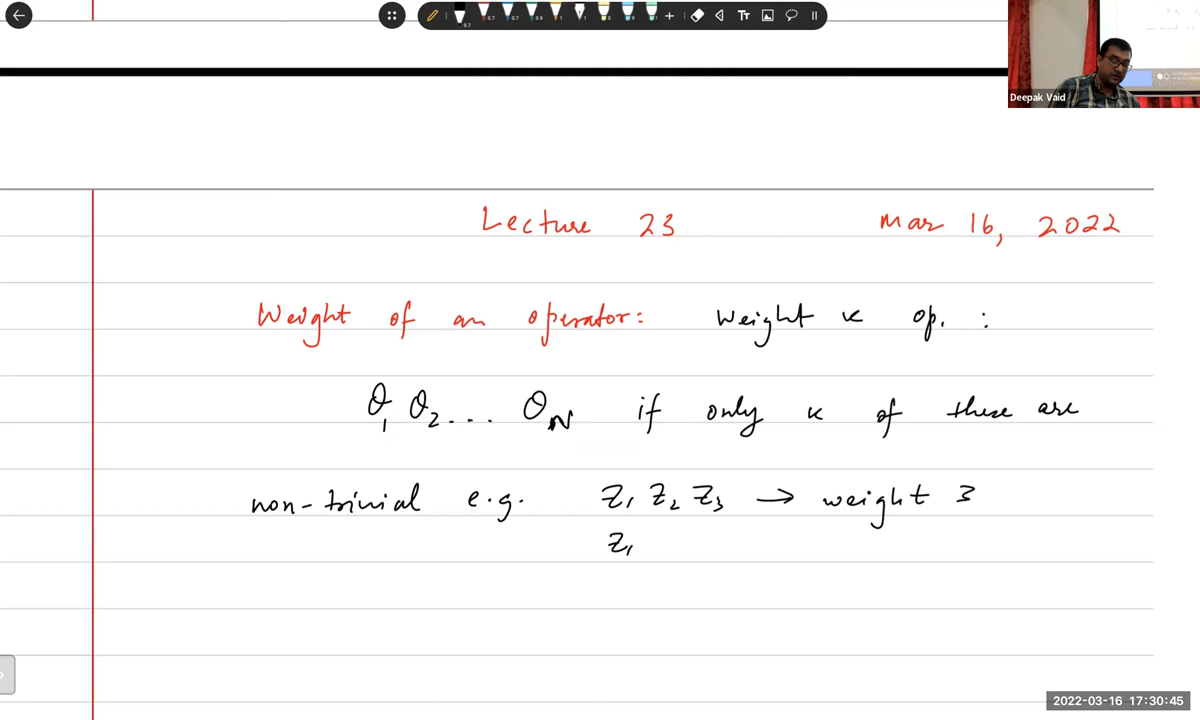 Deepak Vaid
Lecture 23 Mar 16, 2022
Weight of an operator: Weight k op. :
O₁ O₂ ... O_N if only k of these are
non-trivial e.g. Z₁ Z₂ Z₃ → weight 3
Z₁
2022-03-16 17:30:45